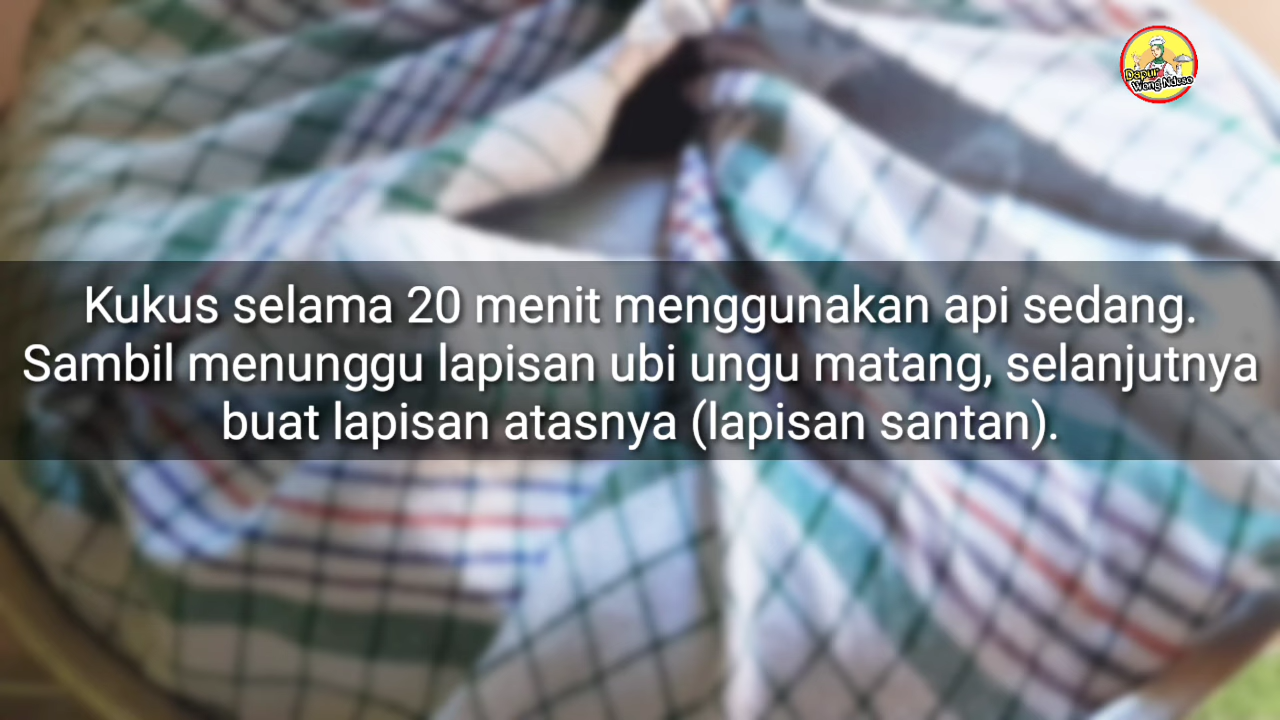 Dapur
Wong Ndeso
Kukus selama 20 menit menggunakan api sedang.
Sambil menunggu lapisan ubi ungu matang, selanjutnya
buat lapisan atasnya (lapisan santan).